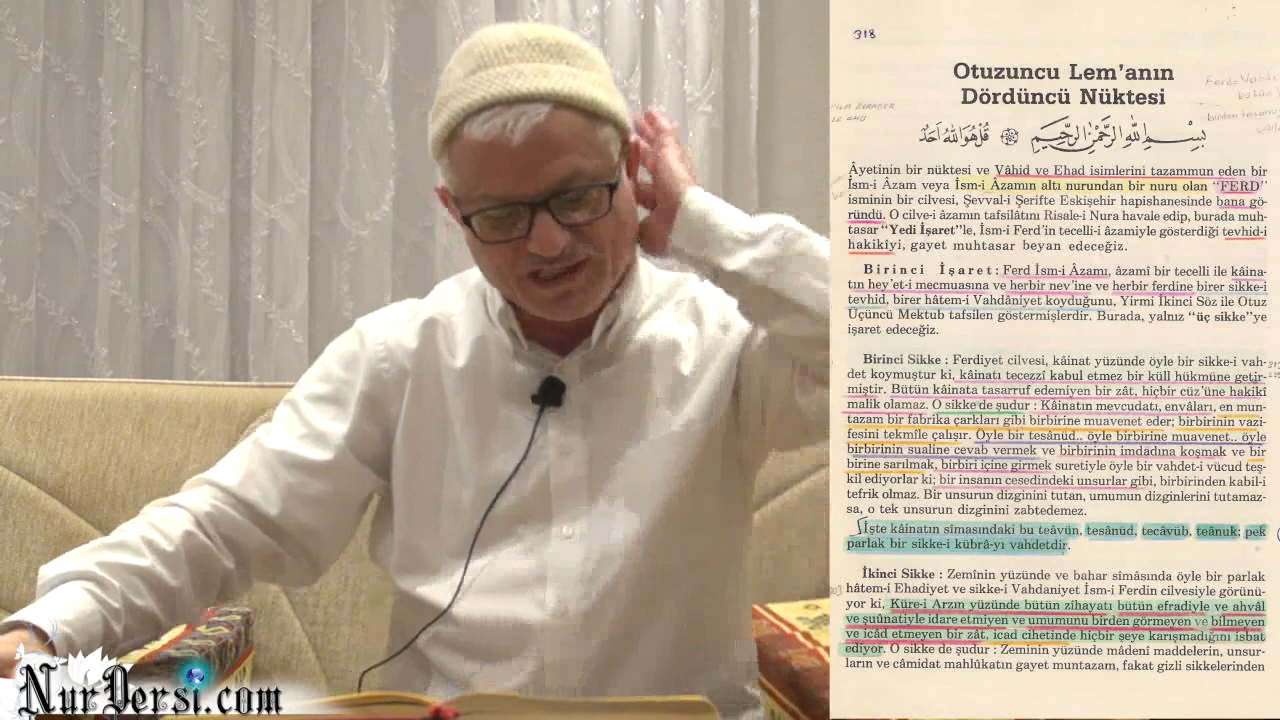 318
Otuzuncu Lem'anın
Dördüncü Nüktesi
بِسْمِ اللهِ الرَّحْمٰنِ الرَّحِيمِ ۞ قُلْ هُوَ اللهُ اَحَدٌ
Âyetinin bir nüktesi ve Vâhid ve Ehad isimlerini tazammun eden bir
İsm-i Âzam veya İsm-i Âzamın altı nurundan bir nuru olan "FERD"
isminin bir cilvesi, Şevval-i Şerifte Eskişehir hapishanesinde bana gö-
ründü. O cilve-i âzamın tafsilâtını Risale-i Nura havale edip, burada muh-
tasar "Yedi İşaret"le, İsm-i Ferd'in tecelli-i âzamiyle gösterdiği tevhid-i
hakikîyi, gayet muhtasar beyan edeceğiz.
Birinci İşaret: Ferd İsm-i Âzamı, âzamî bir tecelli ile kâina-
tın hey'et-i mecmuasına ve herbir nev'ine ve herbir ferdine birer sikke-i
tevhid, birer hâtem-i Vahdâniyet koyduğunu, Yirmi İkinci Söz ile Otuz
Üçüncü Mektub tafsilen göstermişlerdir. Burada, yalnız "üç sikke"ye
işaret edeceğiz.
Birinci Sikke : Ferdiyet cilvesi, kâinat yüzünde öyle bir sikke-i vah-
det koymuştur ki, kâinatı tecezzî kabul etmez bir küll hükmüne getir-
miştir. Bütün kâinata tasarruf edemiyen bir zât, hiçbir cüz'üne hakikî
malik olamaz. O sikke de şudur : Kâinatın mevcudatı, envâları, en mun-
tazam bir fabrika çarkları gibi birbirine muavenet eder; birbirinin vazi-
fesini tekmîle çalışır. Öyle bir tesânüd.. öyle birbirine muavenet.. öyle
birbirinin sualine cevab vermek ve birbirinin imdadına koşmak ve bir
birine sarılmak, birbiri içine girmek suretiyle öyle bir vahdet-i vücud teş-
kil ediyorlar ki; bir insanın cesedindeki unsurlar gibi, birbirinden kabil-i
tefrik olmaz. Bir unsurun dizginini tutan, umumun dizginlerini tutamaz-
sa, o tek unsurun dizginini zabtedemez.
İşte kâinatın sîmasındaki bu teâvün, tesânüd, tecâvüb, teânuk; pek
parlak bir sikke-i kübrâ-yı vahdetdir.
İkinci Sikke : Zemînin yüzünde ve bahar sîmâsında öyle bir parlak
hâtem-i Ehadiyet ve sikke-i Vahdaniyet İsm-i Ferdin cilvesiyle görünü-
yor ki, Küre-i Arzın yüzünde bütün zîhayatı bütün efradiyle ve ahvâl
ve şuûnatiyle idare etmiyen ve umumunu birden görmeyen ve bilmeyen
ve icâd etmeyen bir zât, icad cihetinde hiçbir şeye karışmadığını isbat
ediyor. O sikke de şudur : Zeminin yüzünde mâdenî maddelerin, unsur-
ların ve câmidat mahlûkatın gayet muntazam, fakat gizli sikkelerinden
NurDersi.com